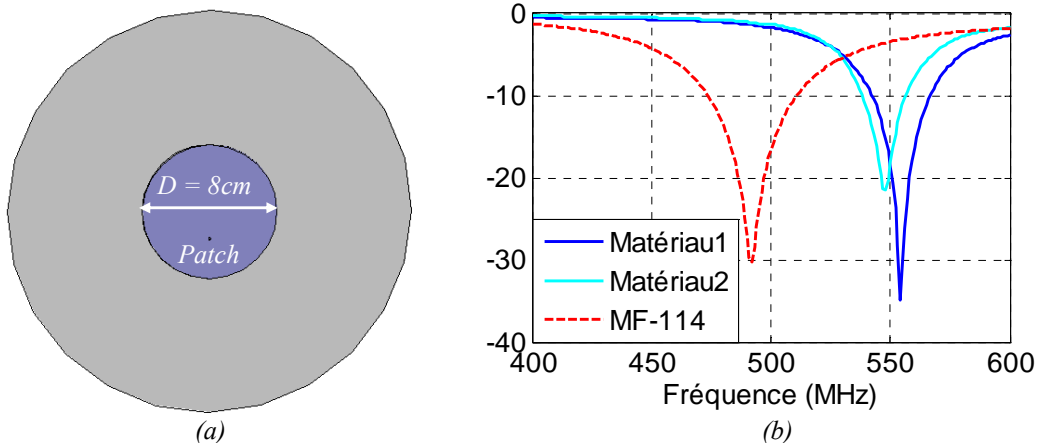 D = 8cm
Patch
(a)
0
-10
-20
-30
-40
Matériau1
Matériau2
MF-114
400
450
500
550
600
Fréquence (MHz)
(b)